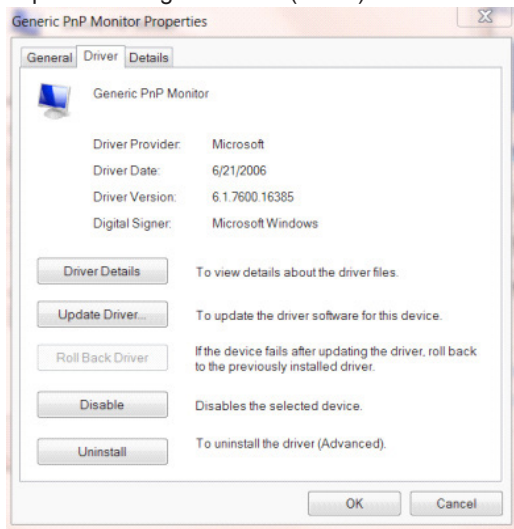 Generic PnP Monitor Properties
General Driver Details
Generic PnP Monitor
Driver Provider: Microsoft
Driver Date: 6/21/2006
Driver Version: 6.1.7600.16385
Digital Signer: Microsoft Windows
Driver Details To view details about the driver files.
Update Driver... To update the driver software for this device.
Roll Back Driver If the device fails after updating the driver, roll back
to the previously installed driver.
Disable Disables the selected device.
Uninstall To uninstall the driver (Advanced).
OK Cancel